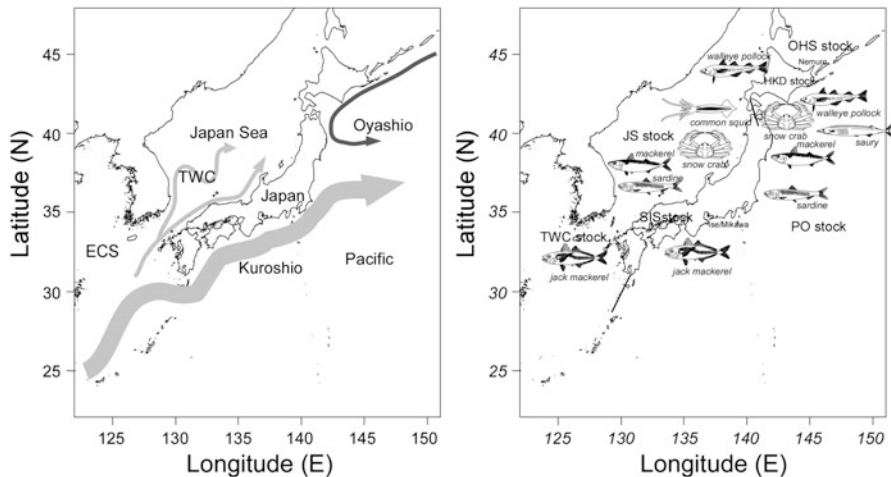 45
40
35
30
25
Latitude (N)
125
130
135
140
145
150
Longitude (E)
Japan Sea
Oyashio
TWC
Japan
ECS
Kuroshio
Pacific
45
40
35
30
25
Latitude (N)
125
130
135
140
145
150
Longitude (E)
OHS stock
walleye pollock
Nemuro
HKD stock
walleye pollock
common squid
snow crab
JS stock
saury
mackerel
mackerel
snow crab
sardine
sardine
SIS stock
Ise/Mikawa
PO stock
TWC stock
jack mackerel
jack mackerel